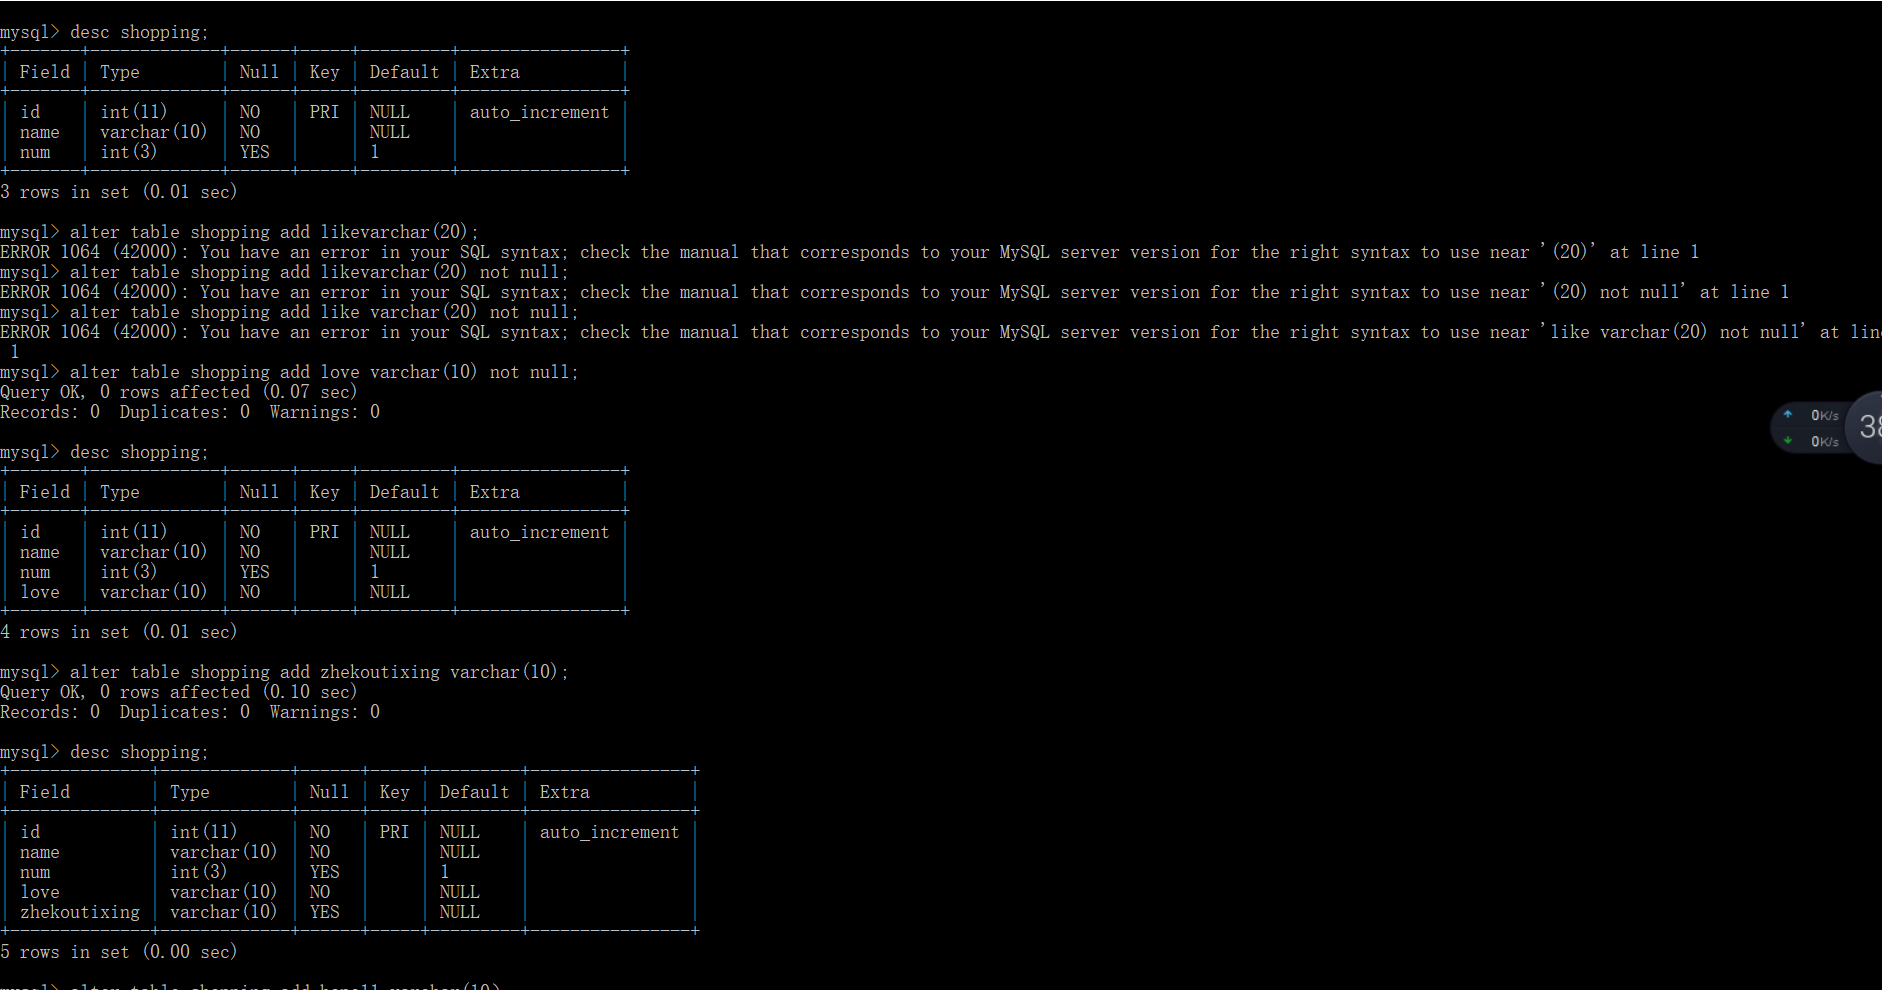 mysql> desc shopping;
+-------+-------------+------+-----+---------+----------------+
| Field | Type        | Null | Key | Default | Extra          |
+-------+-------------+------+-----+---------+----------------+
| id    | int(11)     | NO   | PRI | NULL    | auto_increment |
| name  | varchar(10) | NO   |     | NULL    |                |
| num   | int(3)      | YES  |     | 1       |                |
+-------+-------------+------+-----+---------+----------------+
3 rows in set (0.01 sec)
mysql> alter table shopping add likevarchar(20);
ERROR 1064 (42000): You have an error in your SQL syntax; check the manual that corresponds to your MySQL server version for the right syntax to use near '(20)' at line 1
mysql> alter table shopping add likevarchar(20) not null;
ERROR 1064 (42000): You have an error in your SQL syntax; check the manual that corresponds to your MySQL server version for the right syntax to use near '(20) not null' at line 1
mysql> alter table shopping add like varchar(20) not null;
ERROR 1064 (42000): You have an error in your SQL syntax; check the manual that corresponds to your MySQL server version for the right syntax to use near 'like varchar(20) not null' at lin
1
mysql> alter table shopping add love varchar(10) not null;
Query OK, 0 rows affected (0.07 sec)
Records: 0  Duplicates: 0  Warnings: 0
mysql> desc shopping;
+-------+-------------+------+-----+---------+----------------+
| Field | Type        | Null | Key | Default | Extra          |
+-------+-------------+------+-----+---------+----------------+
| id    | int(11)     | NO   | PRI | NULL    | auto_increment |
| name  | varchar(10) | NO   |     | NULL    |                |
| num   | int(3)      | YES  |     | 1       |                |
| love  | varchar(10) | NO   |     | NULL    |                |
+-------+-------------+------+-----+---------+----------------+
4 rows in set (0.01 sec)
mysql> alter table shopping add zhekoutixing varchar(10);
Query OK, 0 rows affected (0.10 sec)
Records: 0  Duplicates: 0  Warnings: 0
mysql> desc shopping;
+--------------+-------------+------+-----+---------+----------------+
| Field        | Type        | Null | Key | Default | Extra          |
+--------------+-------------+------+-----+---------+----------------+
| id           | int(11)     | NO   | PRI | NULL    | auto_increment |
| name         | varchar(10) | NO   |     | NULL    |                |
| num          | int(3)      | YES  |     | 1       |                |
| love         | varchar(10) | NO   |     | NULL    |                |
| zhekoutixing | varchar(10) | YES  |     | NULL    |                |
+--------------+-------------+------+-----+---------+----------------+
5 rows in set (0.00 sec)
mysql> alter table shopping add varchar(10)
0K/s
0K/s